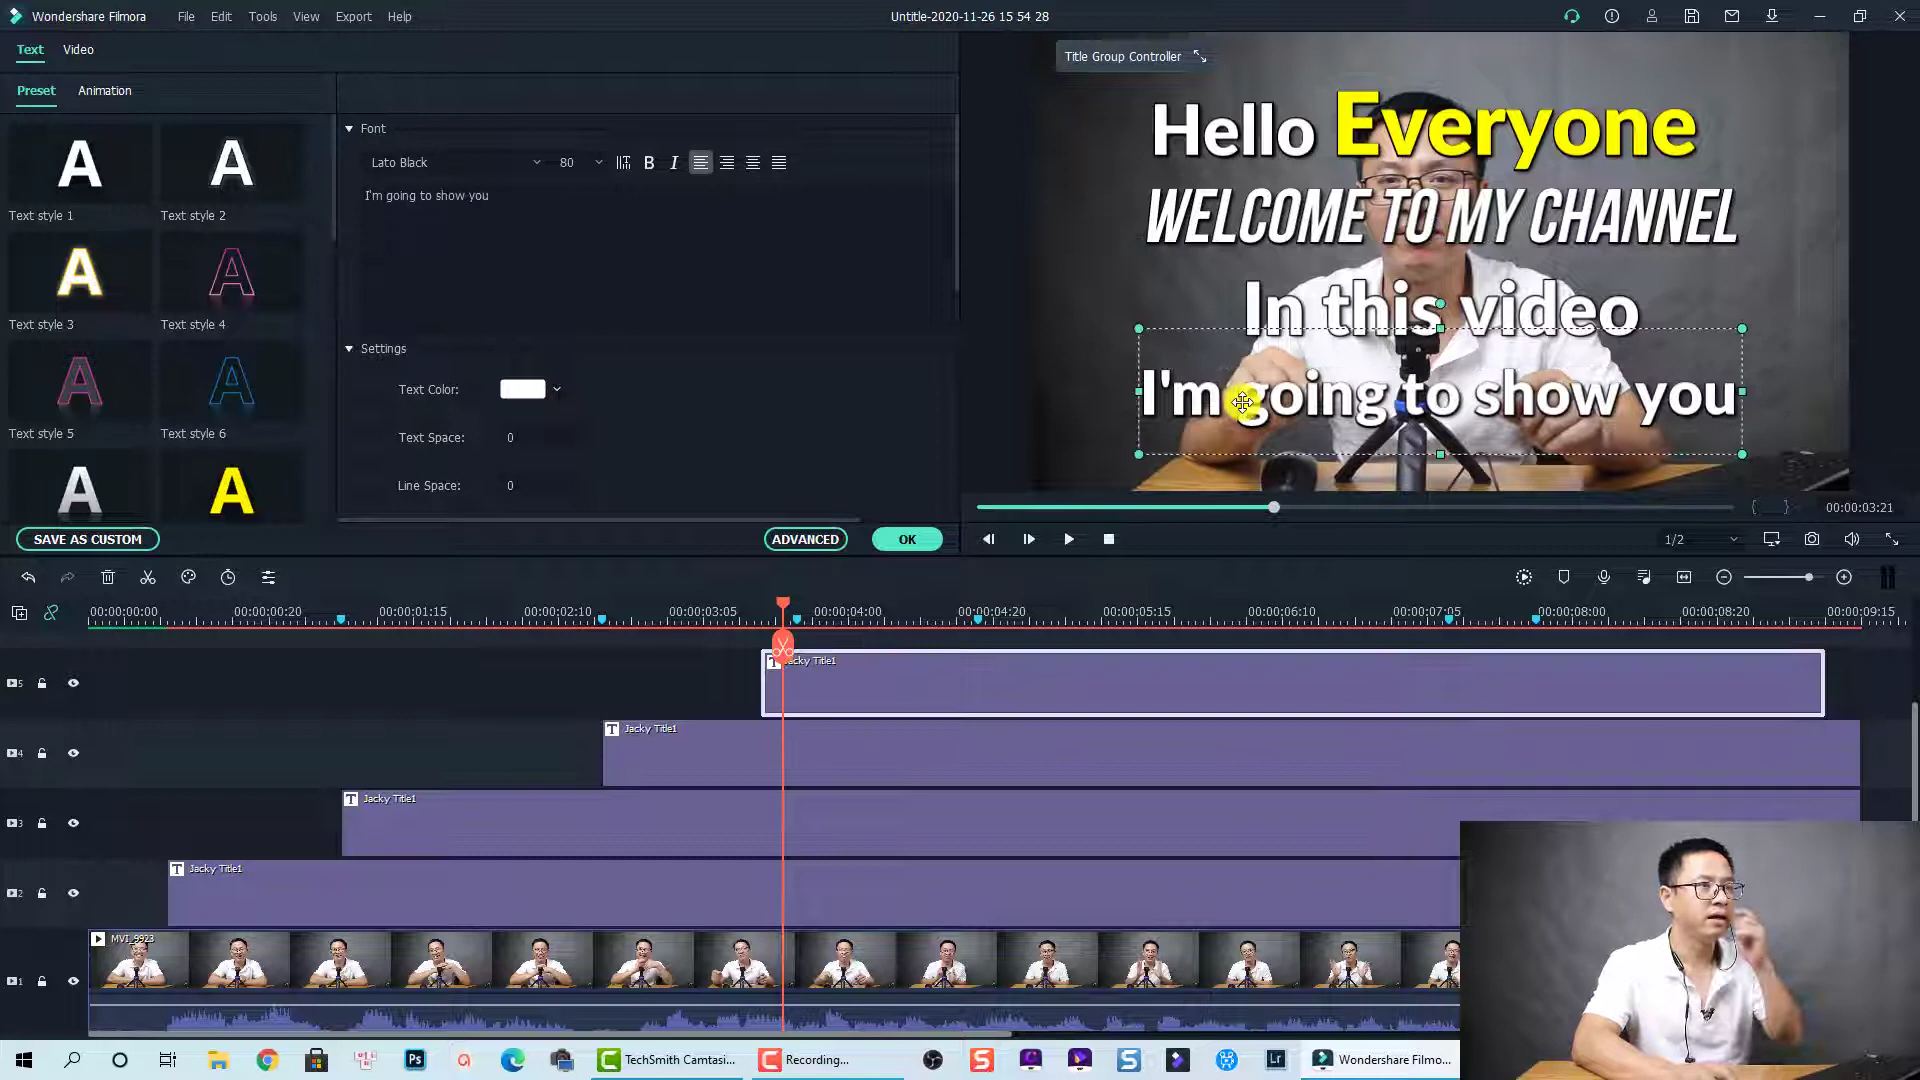 Wondershare Filmora
File
Edit
Tools
View
Export
Help
Untitle-2020-11-26 15 54 28
Text
Video
Preset
Animation
Text style 1
Text style 2
Text style 3
Text style 4
Text style 5
Text style 6
SAVE AS CUSTOM
Font
Lato Black
80
I'm going to show you
Settings
Text Color:
Text Space:
0
Line Space:
0
ADVANCED
OK
Title Group Controller
Hello Everyone
WELCOME TO MY CHANNEL
In this video
I'm going to show you
00:00:03:21
1/2
00:00:00:00
00:00:00:20
00:00:01:15
00:00:02:10
00:00:03:05
00:00:04:00
00:00:04:20
00:00:05:15
00:00:06:10
00:00:07:05
00:00:08:00
00:00:08:20
00:00:09:15
5
Jacky Title1
4
Jacky Title1
3
Jacky Title1
2
Jacky Title1
1
MVI_9923
TechSmith Camtasi...
Recording...
Wondershare Filmo...